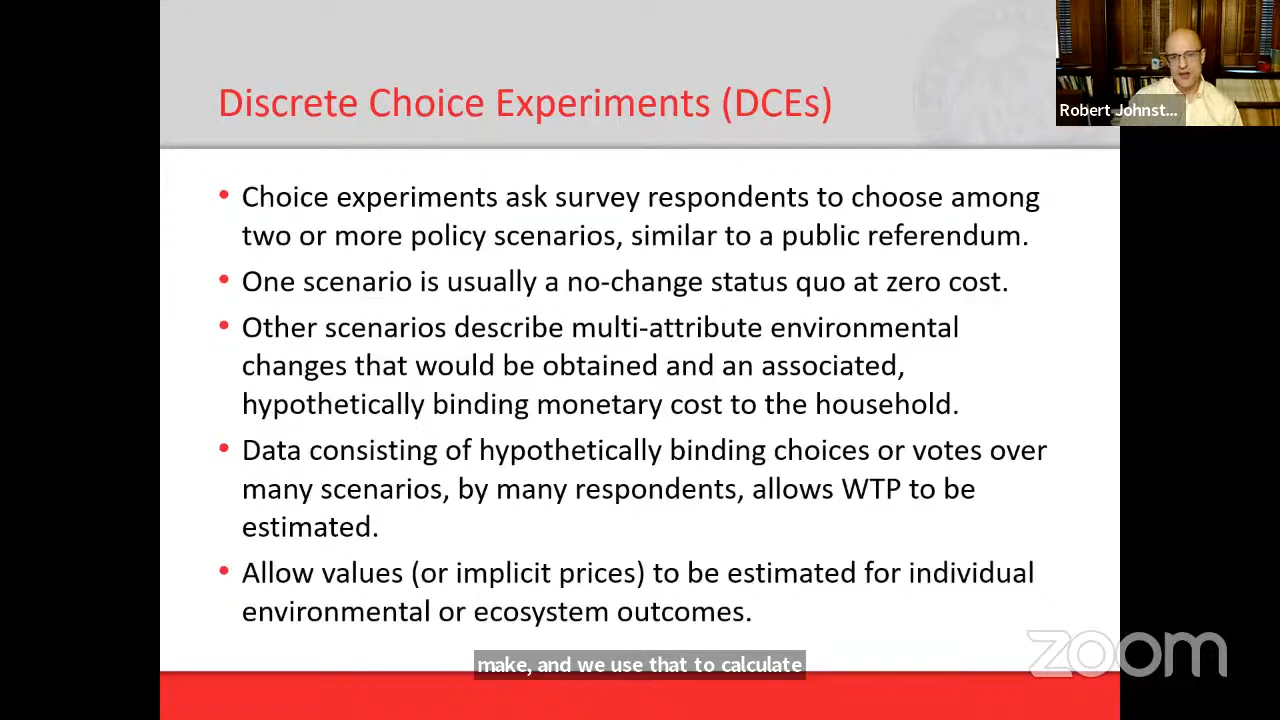 Discrete Choice Experiments (DCEs)
Robert Johnst...
• Choice experiments ask survey respondents to choose among
two or more policy scenarios, similar to a public referendum.
• One scenario is usually a no-change status quo at zero cost.
• Other scenarios describe multi-attribute environmental
changes that would be obtained and an associated,
hypothetically binding monetary cost to the household.
• Data consisting of hypothetically binding choices or votes over
many scenarios, by many respondents, allows WTP to be
estimated.
• Allow values (or implicit prices) to be estimated for individual
environmental or ecosystem outcomes.
zoom
make, and we use that to calculate